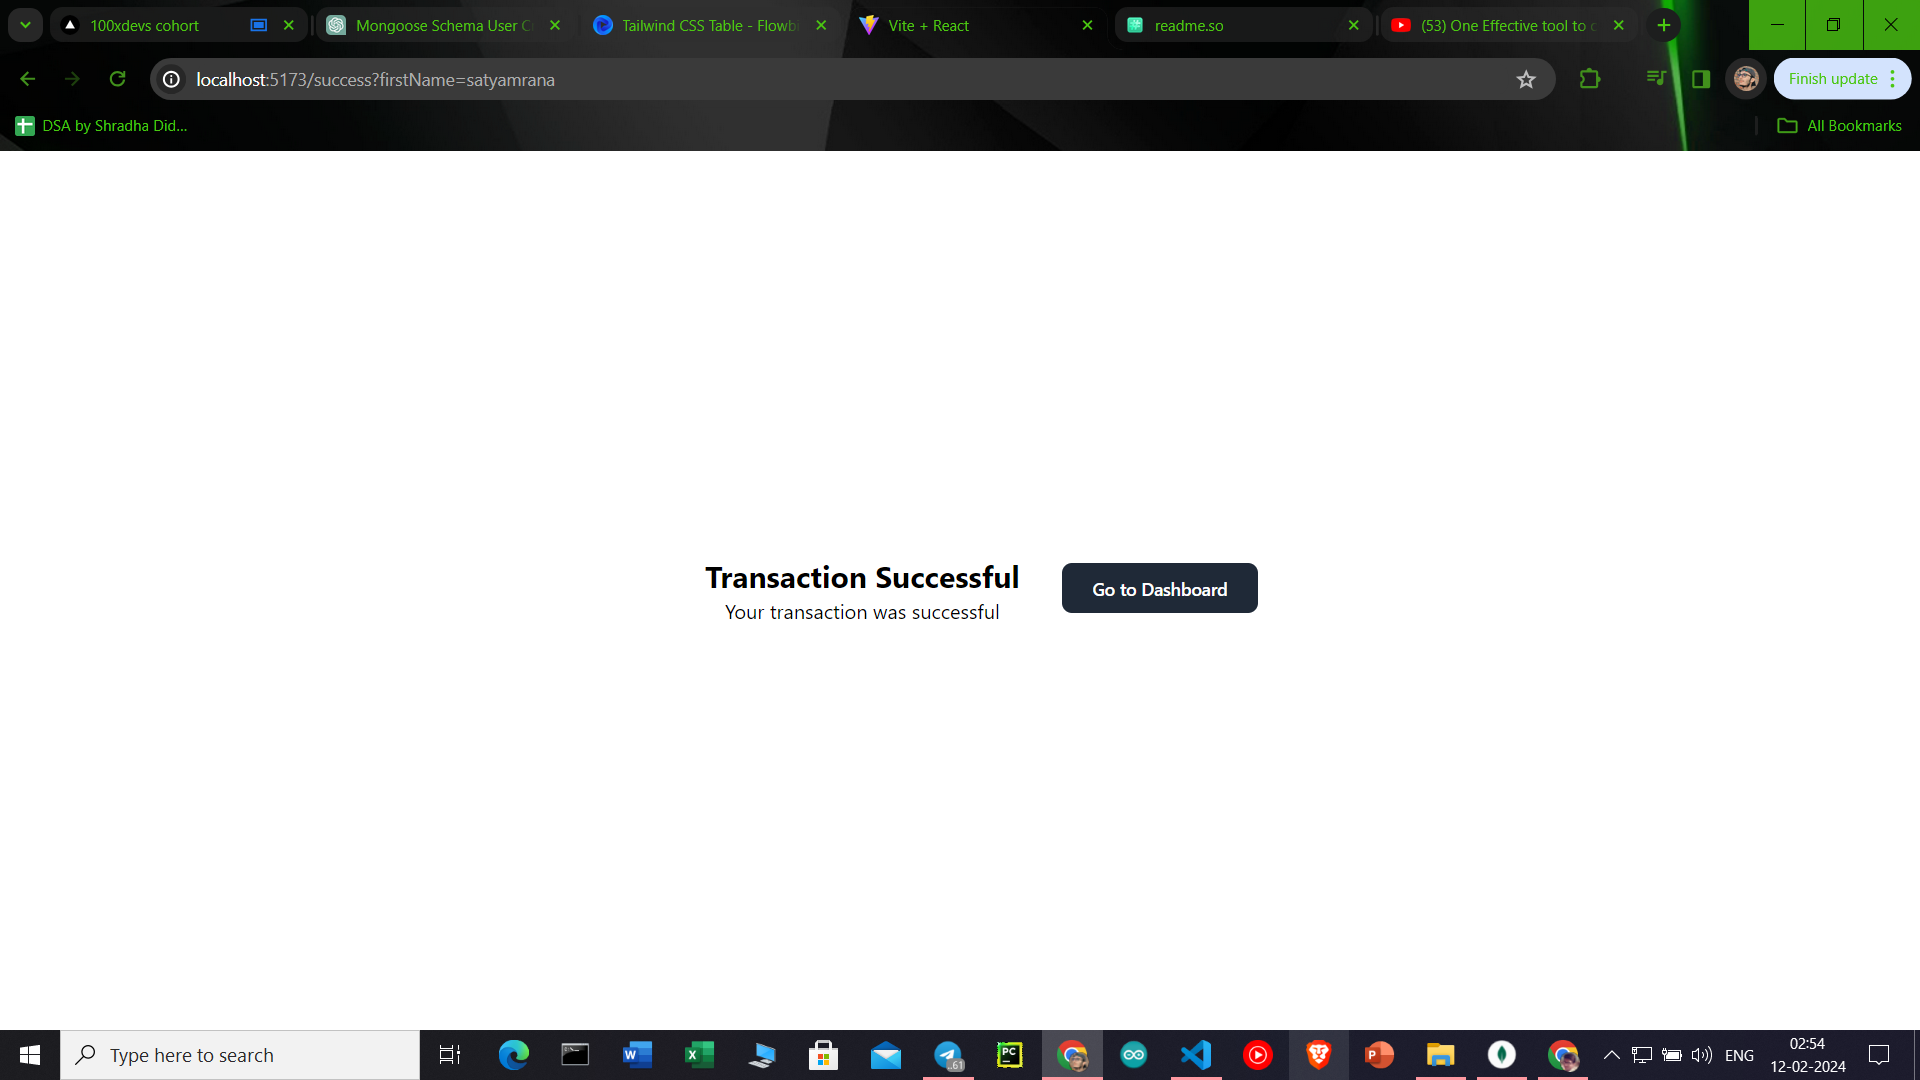 100xdevs cohort
Mongoose Schema User C
Tailwind CSS Table - Flowbi
Vite + React
readme.so
(53) One Effective tool to c
localhost:5173/success?firstName=satyamrana
Finish update
DSA by Shradha Did...
All Bookmarks
Transaction Successful
Your transaction was successful
Go to Dashboard
Type here to search
61
ENG
02:54
12-02-2024